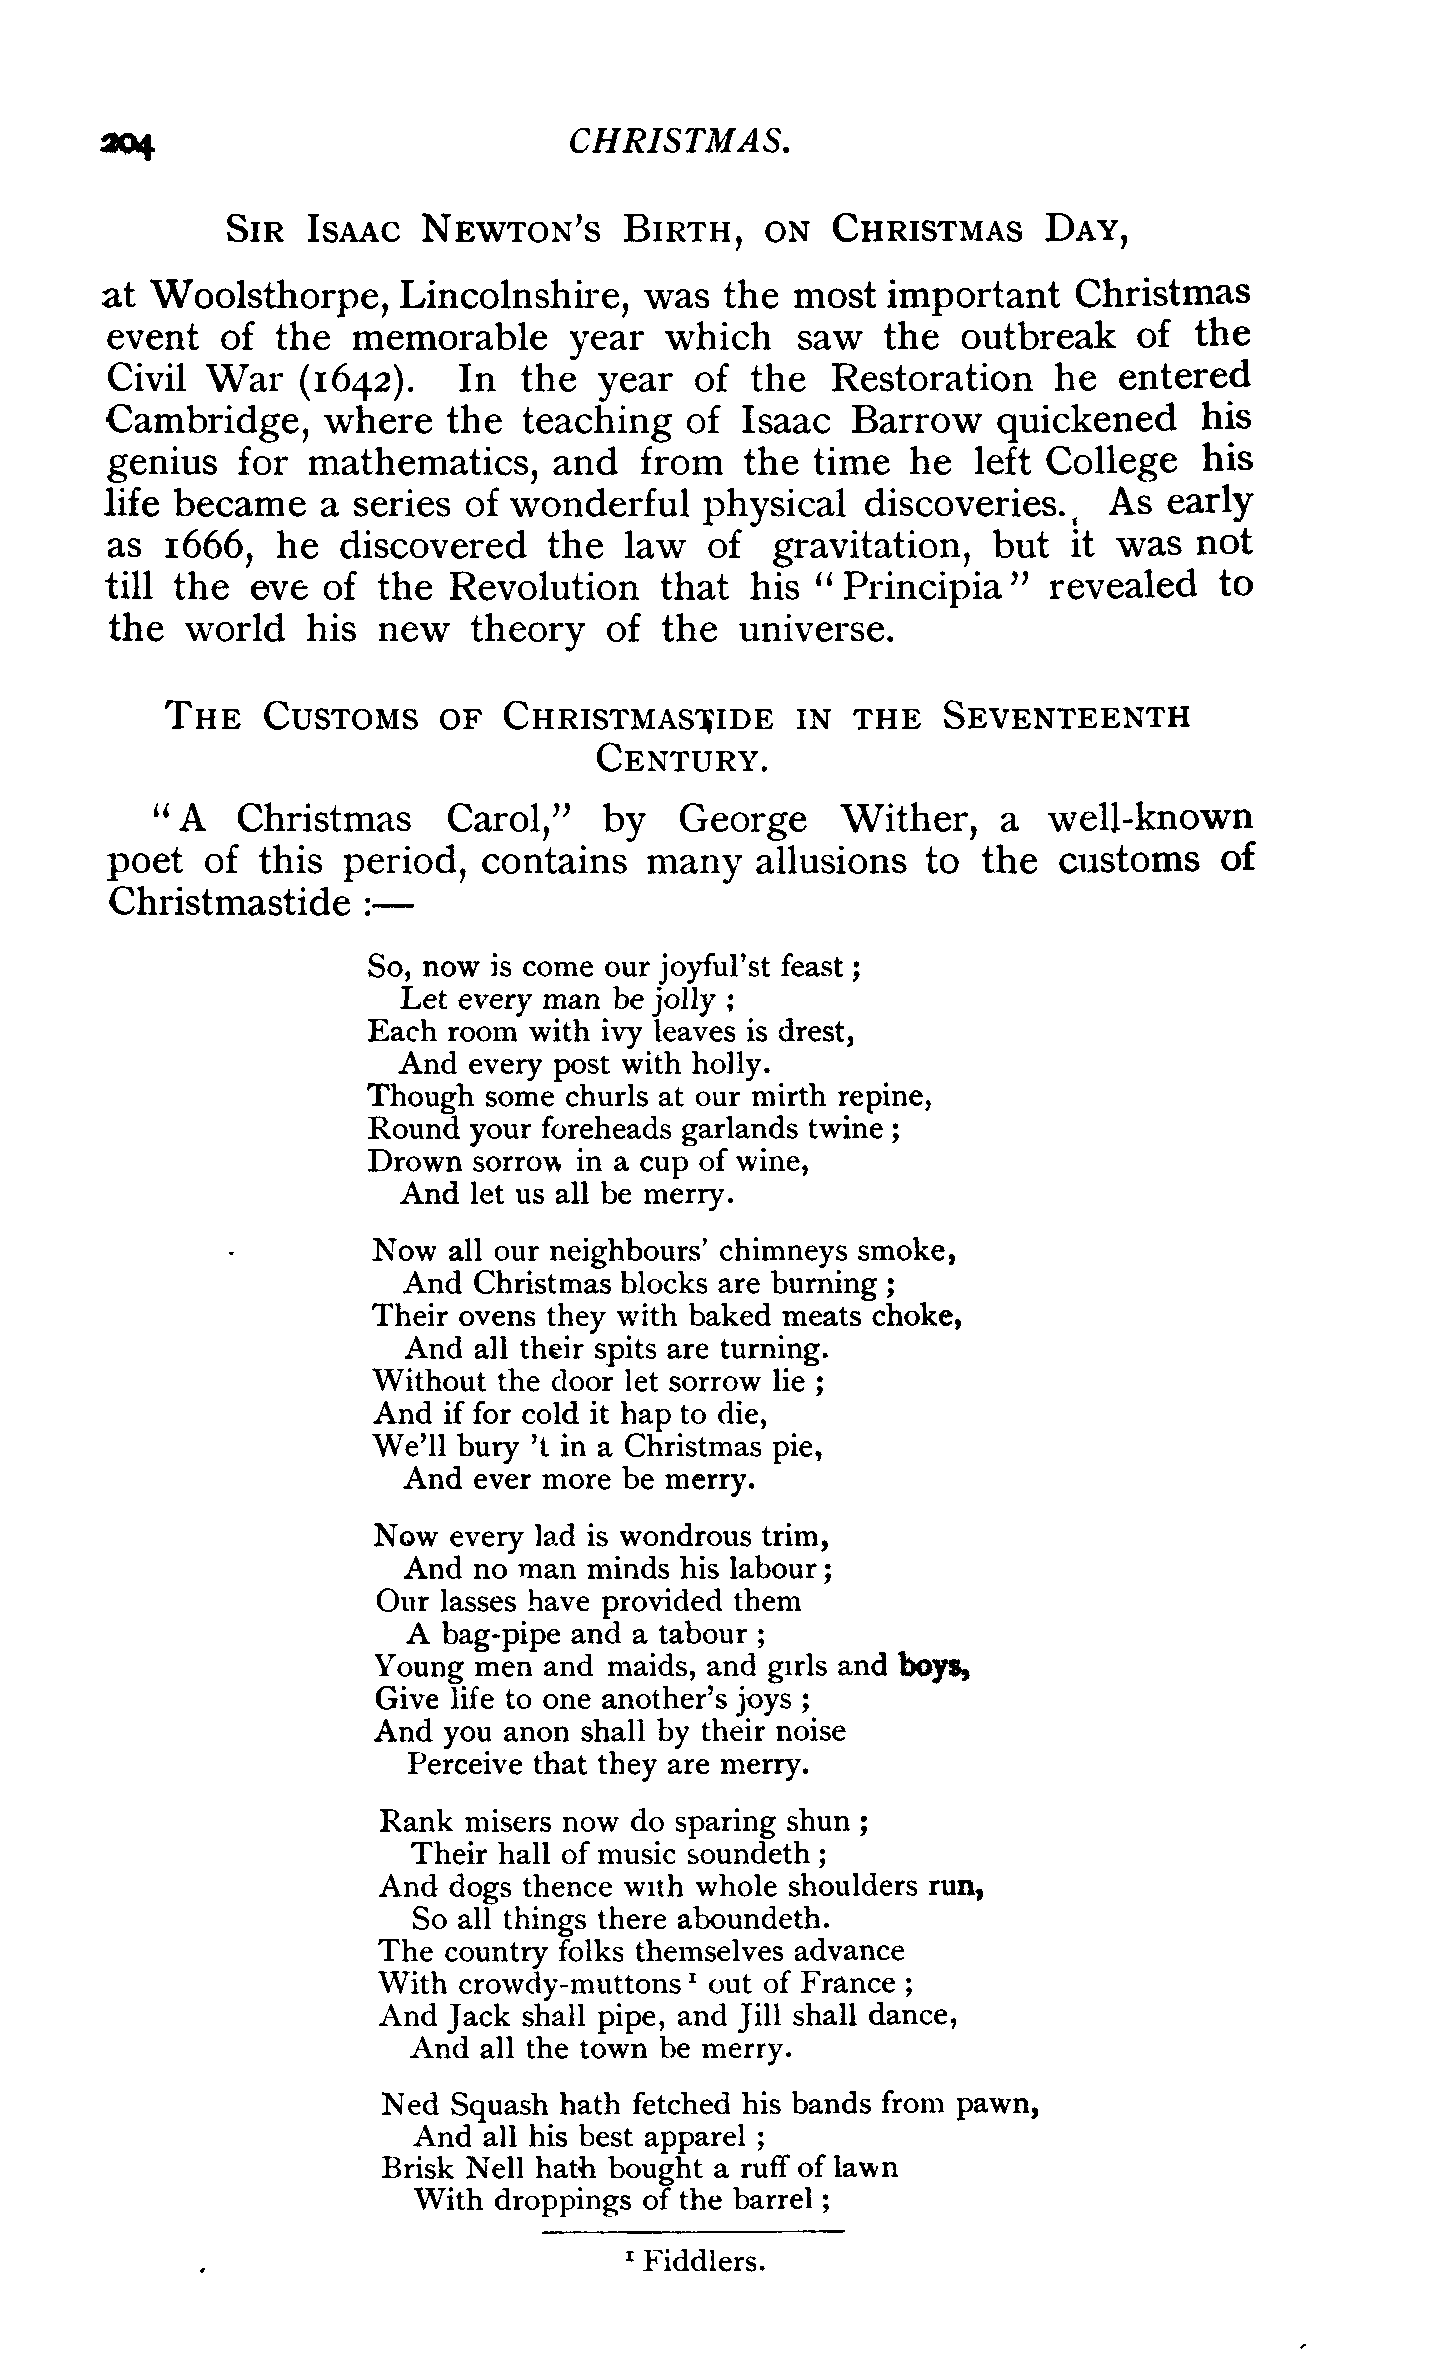 204 CHRISTMAS.
SIR ISAAC NEWTON'S BIRTH, ON CHRISTMAS DAY,
at Woolsthorpe, Lincolnshire, was the most important Christmas
event of the memorable year which saw the outbreak of the
Civil War (1642). In the year of the Restoration he entered
Cambridge, where the teaching of Isaac Barrow quickened his
genius for mathematics, and from the time he left College his
life became a series of wonderful physical discoveries. As early
as 1666, he discovered the law of gravitation, but it was not
till the eve of the Revolution that his "Principia" revealed to
the world his new theory of the universe.
THE CUSTOMS OF CHRISTMASTIDE IN THE SEVENTEENTH
CENTURY.
"A Christmas Carol," by George Wither, a well-known
poet of this period, contains many allusions to the customs of
Christmastide :—
So, now is come our joyful'st feast ;
Let every man be jolly ;
Each room with ivy leaves is drest,
And every post with holly.
Though some churls at our mirth repine,
Round your foreheads garlands twine ;
Drown sorrow in a cup of wine,
And let us all be merry.
Now all our neighbours' chimneys smoke,
And Christmas blocks are burning ;
Their ovens they with baked meats choke,
And all their spits are turning.
Without the door let sorrow lie ;
And if for cold it hap to die,
We'll bury 't in a Christmas pie,
And ever more be merry.
Now every lad is wondrous trim,
And no man minds his labour ;
Our lasses have provided them
A bag-pipe and a tabour ;
Young men and maids, and girls and boys,
Give life to one another's joys ;
And you anon shall by their noise
Perceive that they are merry.
Rank misers now do sparing shun ;
Their hall of music soundeth ;
And dogs thence with whole shoulders run,
So all things there aboundeth.
The country folks themselves advance
With crowdy-muttons ¹ out of France ;
And Jack shall pipe, and Jill shall dance,
And all the town be merry.
Ned Squash hath fetched his bands from pawn,
And all his best apparel ;
Brisk Nell hath bought a ruff of lawn
With droppings of the barrel ;
¹ Fiddlers.